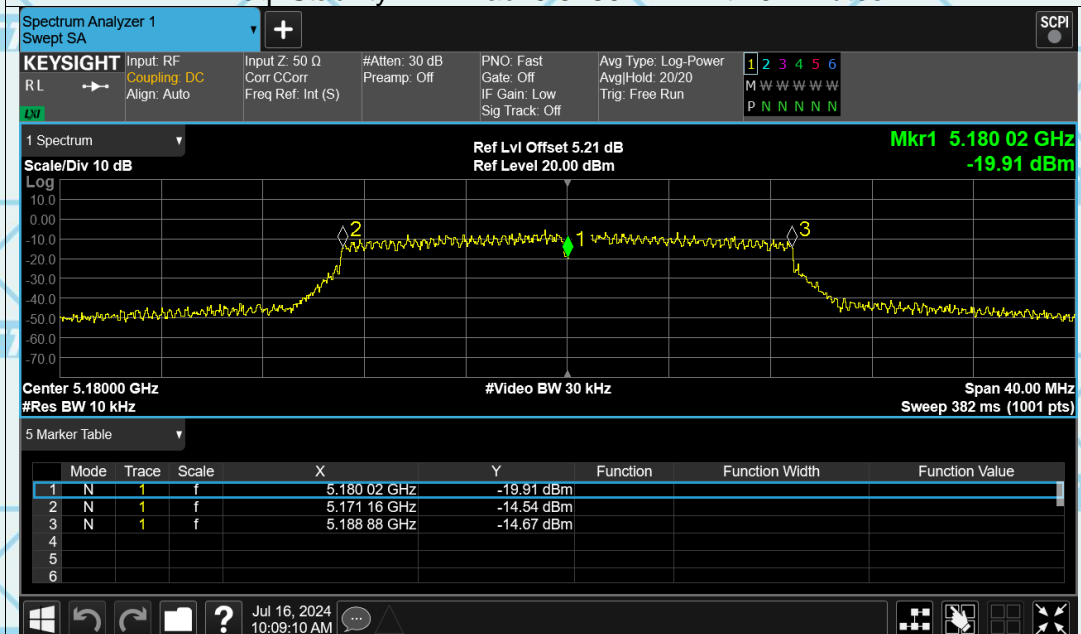 Spectrum Analyzer 1
Swept SA
+
SCPI
KEYSIGHT
R L
LXI
Input: RF
Coupling: DC
Align: Auto
Input Z: 50 Ω
Corr CCorr
Freq Ref: Int (S)
#Atten: 30 dB
Preamp: Off
PNO: Fast
Gate: Off
IF Gain: Low
Sig Track: Off
Avg Type: Log-Power
Avg|Hold: 20/20
Trig: Free Run
1 2 3 4 5 6
M W W W W W
P N N N N N
1 Spectrum
Scale/Div 10 dB
Ref Lvl Offset 5.21 dB
Ref Level 20.00 dBm
Mkr1 5.180 02 GHz
-19.91 dBm
Log
10.0
0.00
-10.0
-20.0
-30.0
-40.0
-50.0
-60.0
-70.0
2
1
3
Center 5.18000 GHz
#Video BW 30 kHz
Span 40.00 MHz
#Res BW 10 kHz
Sweep 382 ms (1001 pts)
5 Marker Table
Mode Trace Scale X Y Function Function Width Function Value
1 N 1 f 5.180 02 GHz -19.91 dBm
2 N 1 f 5.171 16 GHz -14.54 dBm
3 N 1 f 5.188 88 GHz -14.67 dBm
4
5
6
?
Jul 16, 2024
10:09:10 AM